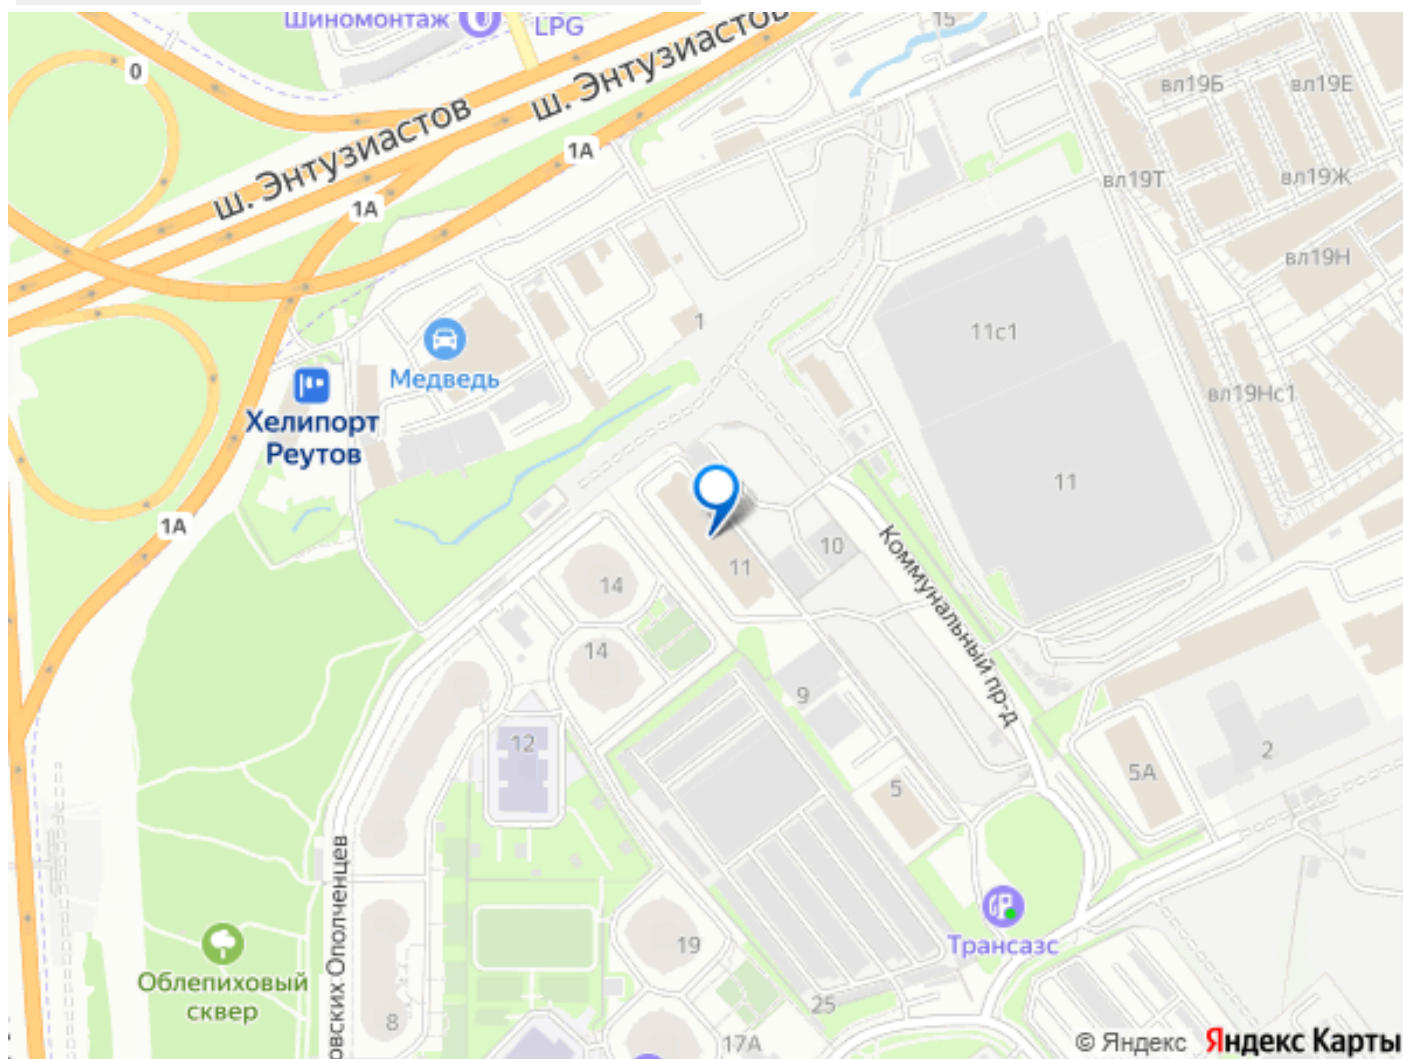 Шиномонтаж
LPG
15
0
ш. Энтузиастов
ш. Энтузиастов
вл19Б
вл19Е
1А
вл19Т
вл19Ж
1А
вл19Н
1
11с1
Медведь
вл19Нс1
Хелипорт
Реутов
11
1А
10
11
Коммунальный пр-д
14
14
9
12
2
5А
5
овских Ополченцев
Трансазс
19
Облепиховый
сквер
25
8
17А
© Яндекс Яндекс Карты